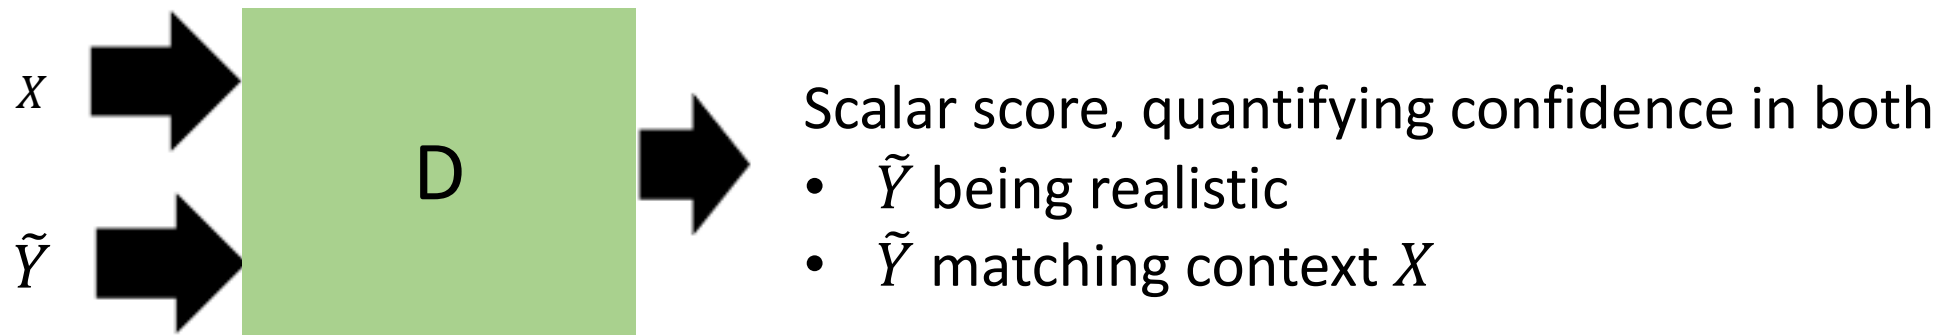 X
Ỹ
D
Scalar score, quantifying confidence in both
• Ỹ being realistic
• Ỹ matching context X